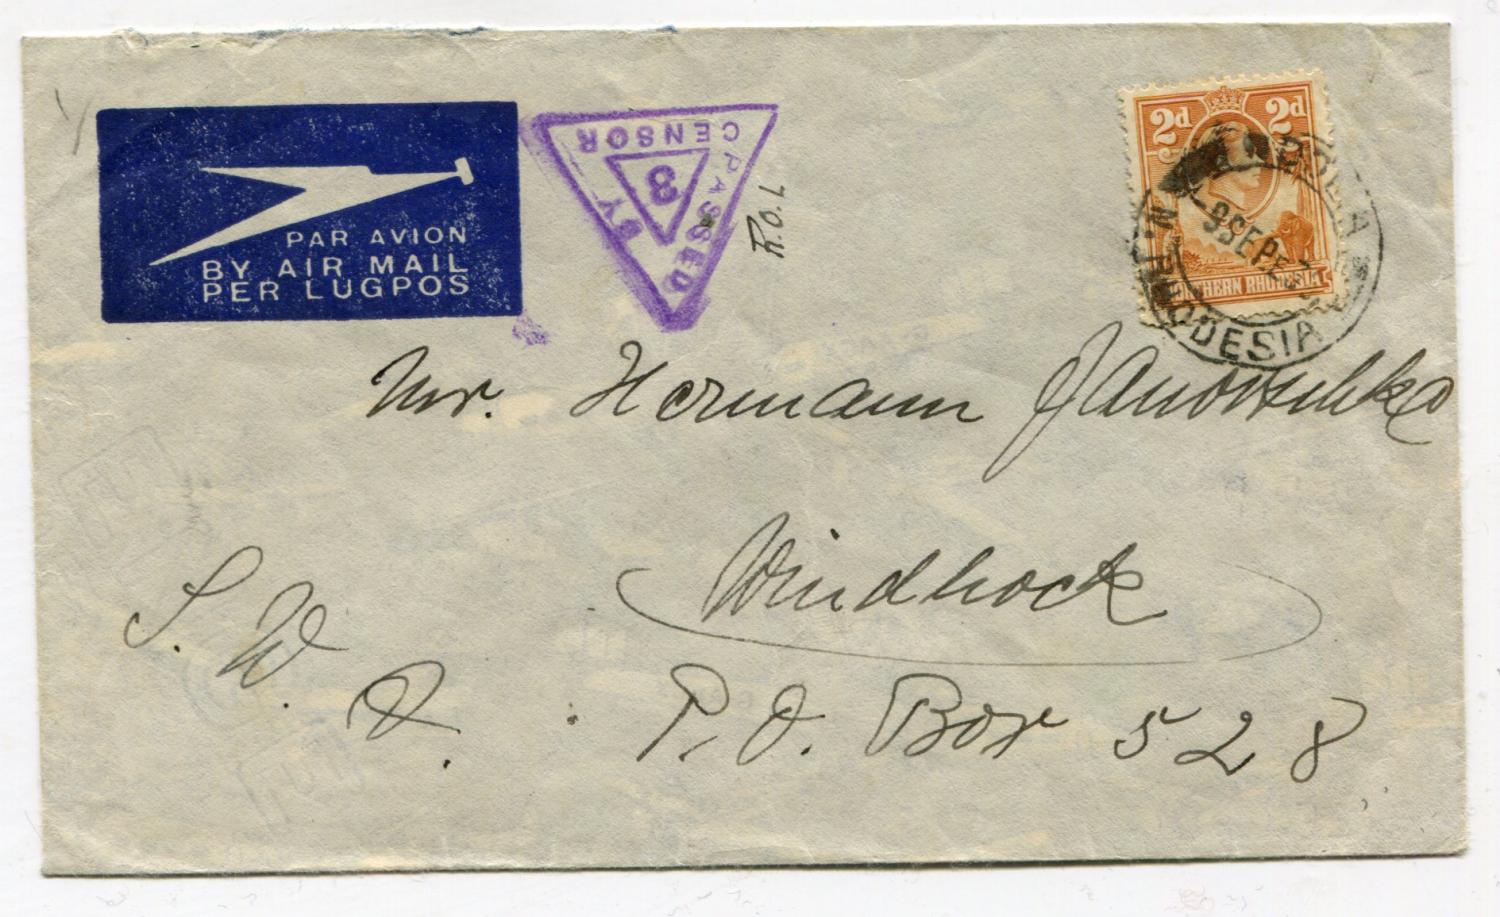 PAR AVION
BY AIR MAIL
PER LUGPOS
PASSED BY CENSOR
3
R.O.L
2d 2d
NORTHERN RHODESIA
9 SEP
N. RHODESIA
Mr. Hermann
Windhock
S. W. A.
P.O. Box 528